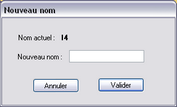 Nouveau nom
Nom actuel : I4
Nouveau nom :
Annuler Valider